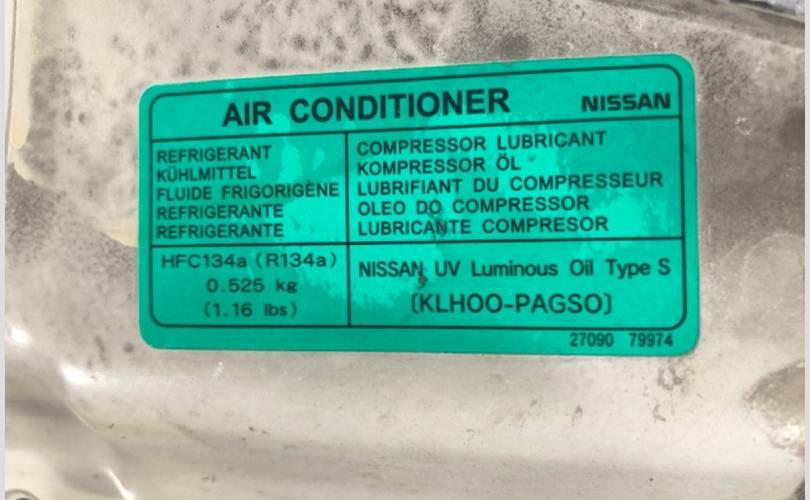 AIR CONDITIONER NISSAN
REFRIGERANT
KÜHLMITTEL
FLUIDE FRIGORIGÈNE
REFRIGERANTE
REFRIGERANTE
COMPRESSOR LUBRICANT
KOMPRESSOR ÖL
LUBRIFIANT DU COMPRESSEUR
OLEO DO COMPRESSOR
LUBRICANTE COMPRESOR
HFC134a (R134a)
0.525 kg
(1.16 lbs)
NISSAN UV Luminous Oil Type S
[KLHOO-PAGSO]
27090 79974